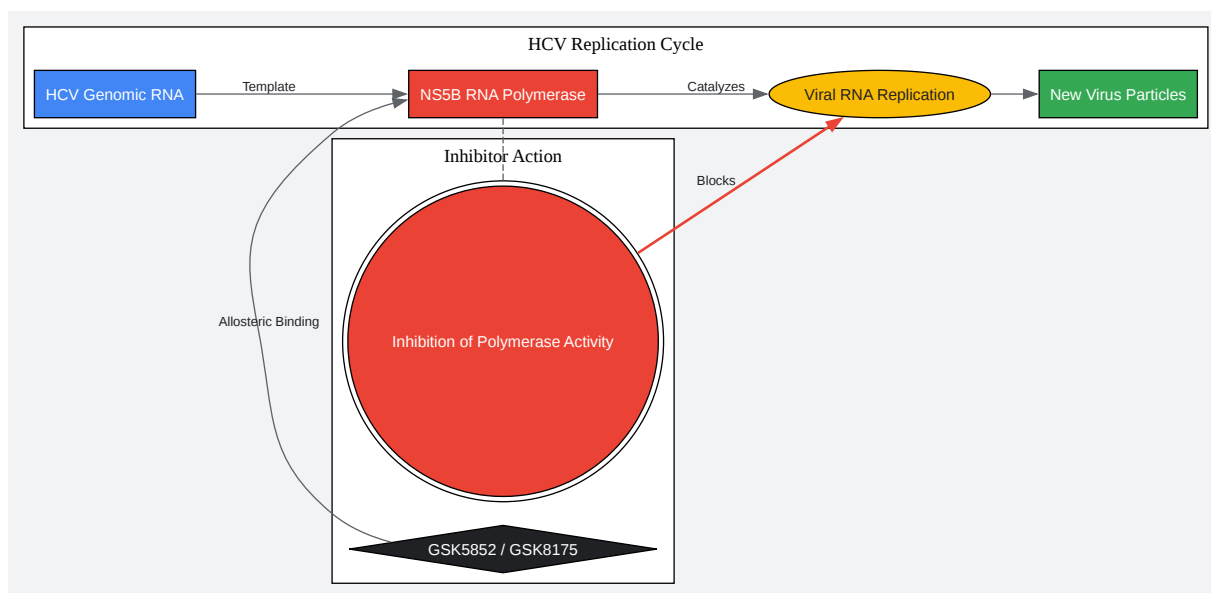 HCV Replication Cycle
HCV Genomic RNA
Template
NS5B RNA Polymerase
Catalyzes
Viral RNA Replication
New Virus Particles
Inhibitor Action
Blocks
Allosteric Binding
Inhibition of Polymerase Activity
GSK5852 / GSK8175